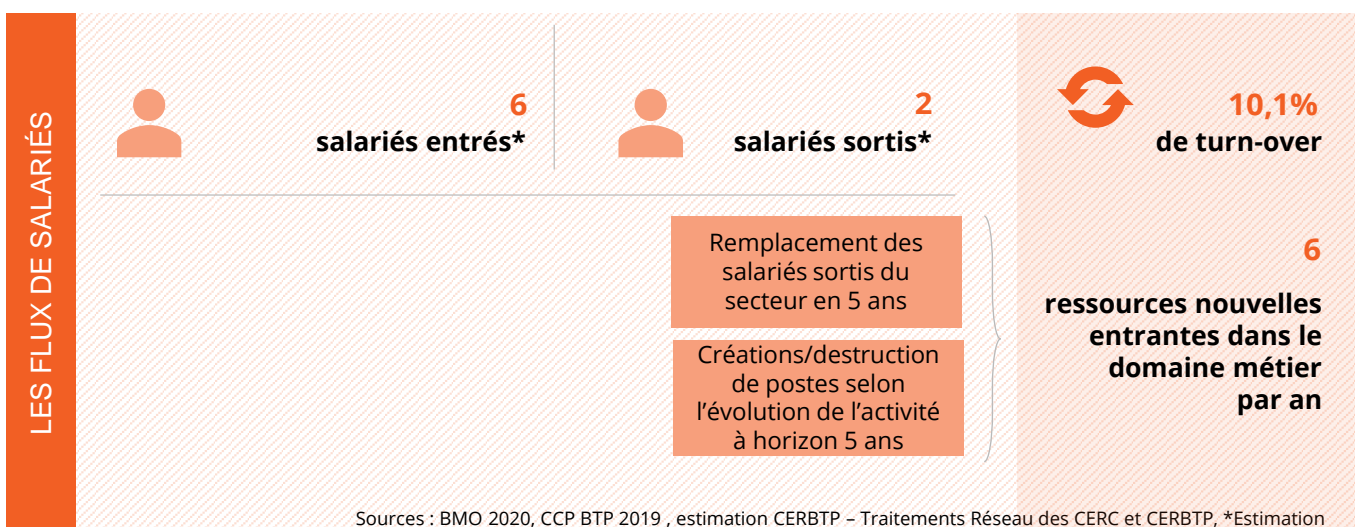 LES FLUX DE SALARIÉS
6
salariés entrés*
2
salariés sortis*
10,1%
de turn-over
Remplacement des
salariés sortis du
secteur en 5 ans
Créations/destruction
de postes selon
l'évolution de l'activité
à horizon 5 ans
6
ressources nouvelles
entrantes dans le
domaine métier
par an
Sources : BMO 2020, CCP BTP 2019 , estimation CERBTP – Traitements Réseau des CERC et CERBTP, *Estimation